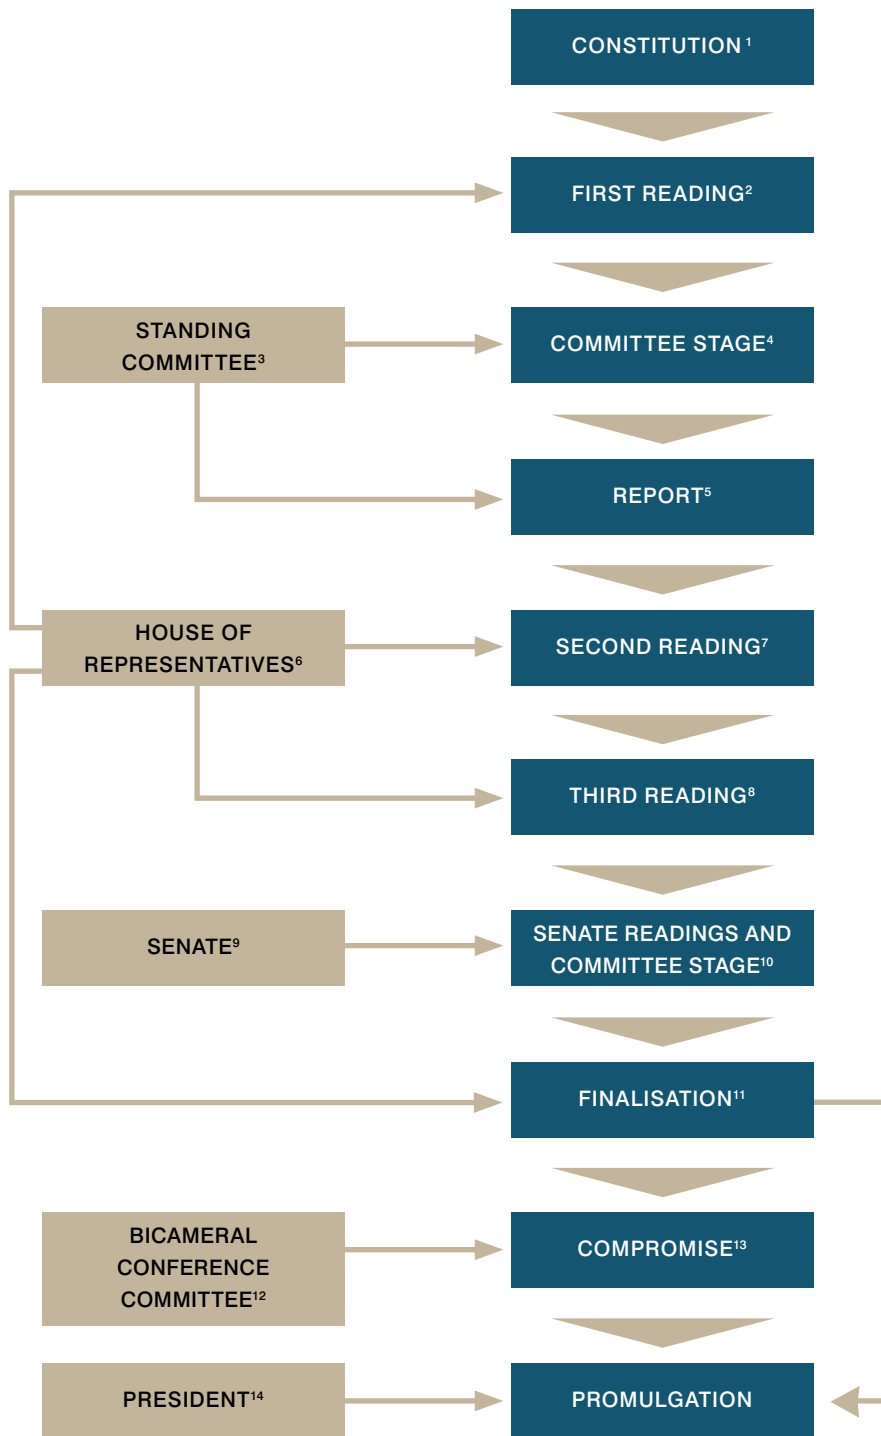 CONSTITUTION ¹
FIRST READING²
STANDING
COMMITTEE³
COMMITTEE STAGE⁴
REPORT⁵
HOUSE OF
REPRESENTATIVES⁶
SECOND READING⁷
THIRD READING⁸
SENATE⁹
SENATE READINGS AND
COMMITTEE STAGE¹⁰
FINALISATION¹¹
BICAMERAL
CONFERENCE
COMMITTEE¹²
COMPROMISE¹³
PRESIDENT¹⁴
PROMULGATION